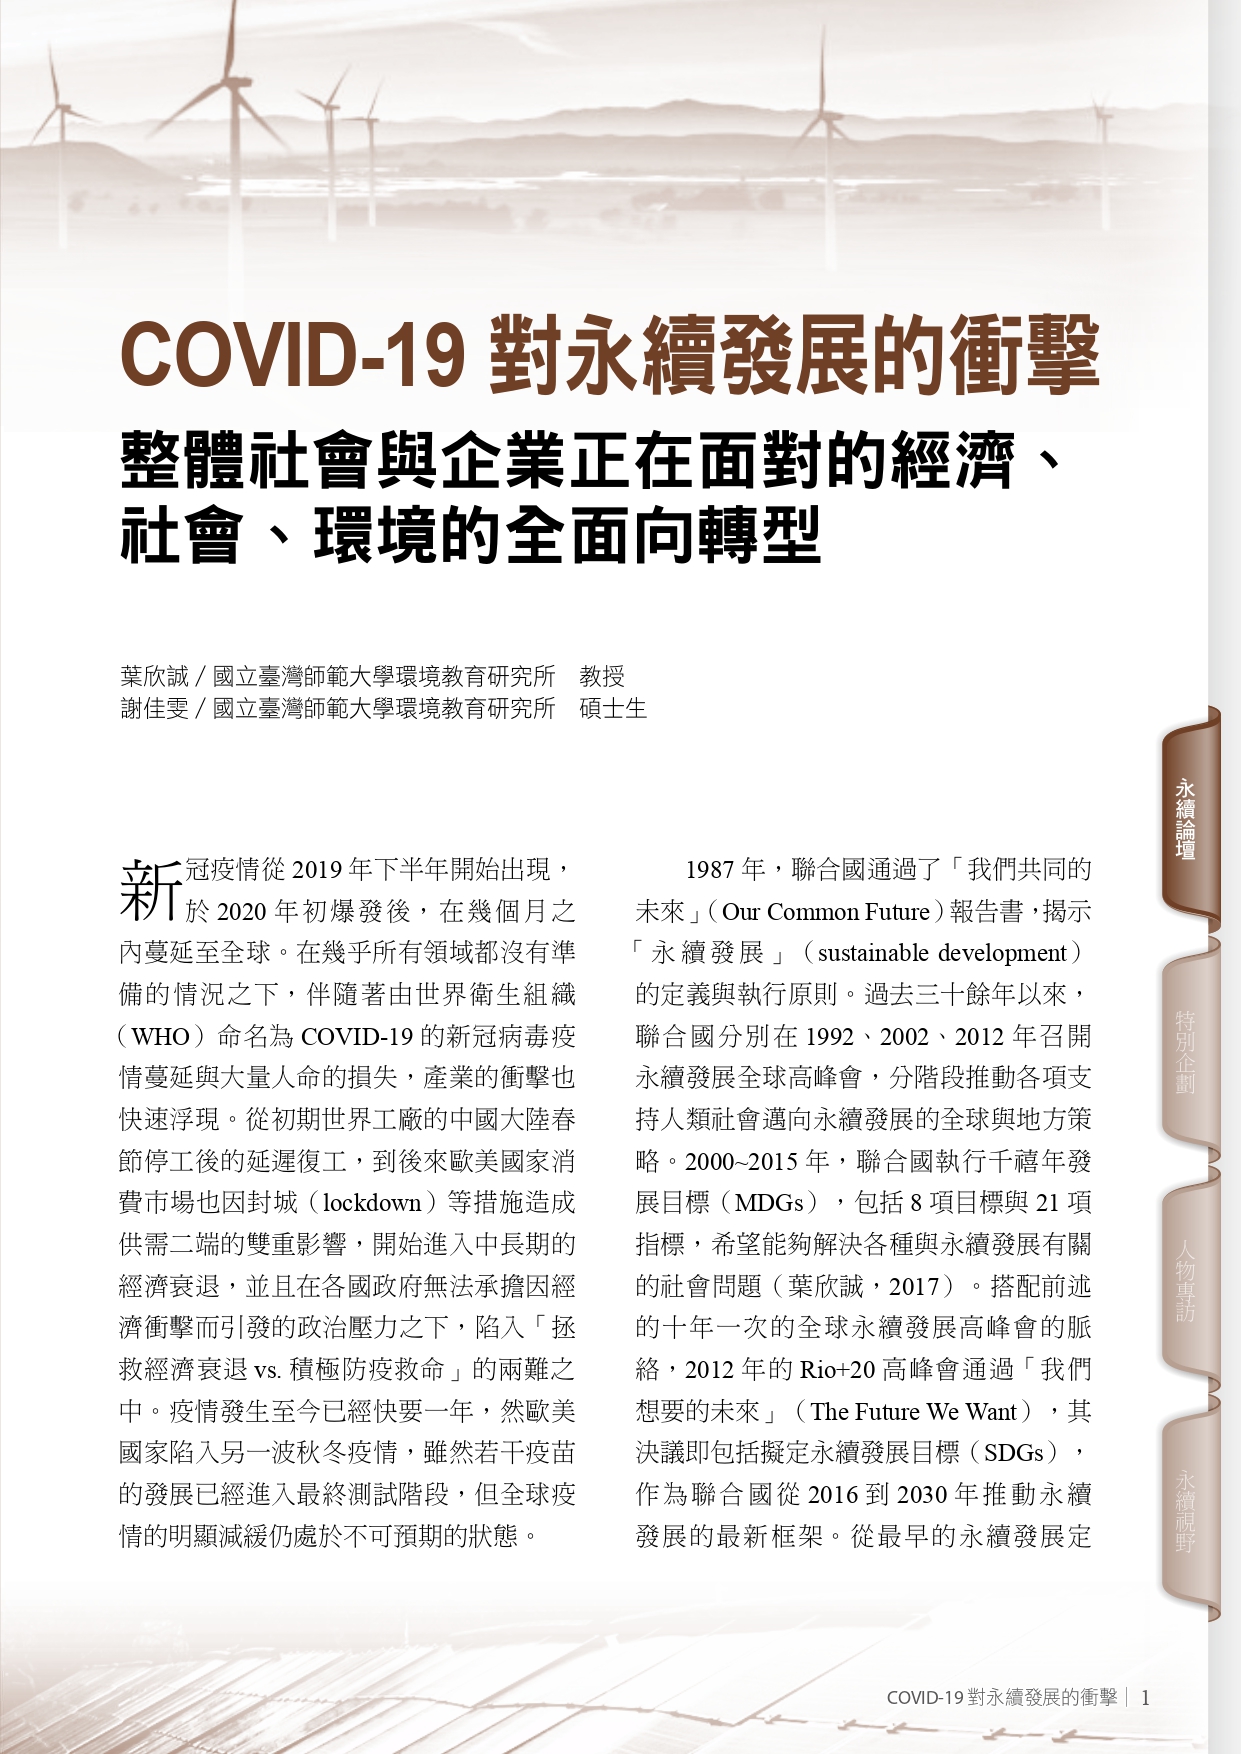 COVID-19 對永續發展的衝擊
整體社會與企業正在面對的經濟、
社會、環境的全面向轉型
葉欣誠 / 國立臺灣師範大學環境教育研究所　教授
謝佳雯 / 國立臺灣師範大學環境教育研究所　碩士生
新冠疫情從 2019 年下半年開始出現，
於 2020 年初爆發後，在幾個月之
內蔓延至全球。在幾乎所有領域都沒有準
備的情況之下，伴隨著由世界衛生組織
（WHO）命名為 COVID-19 的新冠病毒疫
情蔓延與大量人命的損失，產業的衝擊也
快速浮現。從初期世界工廠的中國大陸春
節停工後的延遲復工，到後來歐美國家消
費市場也因封城（lockdown）等措施造成
供需二端的雙重影響，開始進入中長期的
經濟衰退，並且在各國政府無法承擔因經
濟衝擊而引發的政治壓力之下，陷入「拯
救經濟衰退 vs. 積極防疫救命」的兩難之
中。疫情發生至今已經快要一年，然歐美
國家陷入另一波秋冬疫情，雖然若干疫苗
的發展已經進入最終測試階段，但全球疫
情的明顯減緩仍處於不可預期的狀態。
1987 年，聯合國通過了「我們共同的
未來」（Our Common Future）報告書，揭示
「永續發展」（sustainable development）
的定義與執行原則。過去三十餘年以來，
聯合國分別在 1992、2002、2012 年召開
永續發展全球高峰會，分階段推動各項支
持人類社會邁向永續發展的全球與地方策
略。2000~2015 年，聯合國執行千禧年發
展目標（MDGs），包括 8 項目標與 21 項
指標，希望能夠解決各種與永續發展有關
的社會問題（葉欣誠，2017）。搭配前述
的十年一次的全球永續發展高峰會的脈
絡，2012 年的 Rio+20 高峰會通過「我們
想要的未來」（The Future We Want），其
決議即包括擬定永續發展目標（SDGs），
作為聯合國從 2016 到 2030 年推動永續
發展的最新框架。從最早的永續發展定
永續論壇
特別企劃
人物專訪
永續視野
COVID-19 對永續發展的衝擊｜ 1